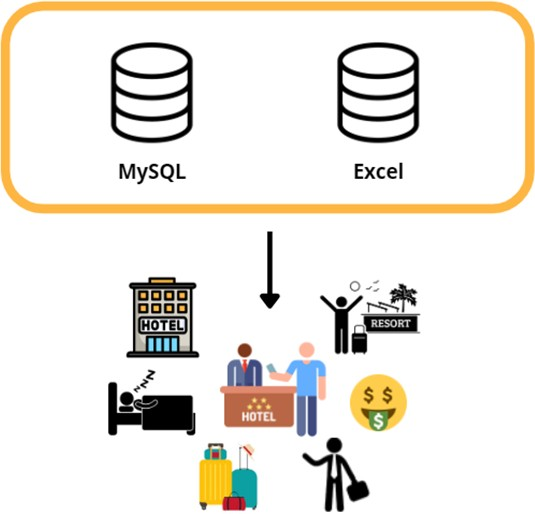 MySQL
Excel
HOTEL
RESORT
HOTEL
$ $
$